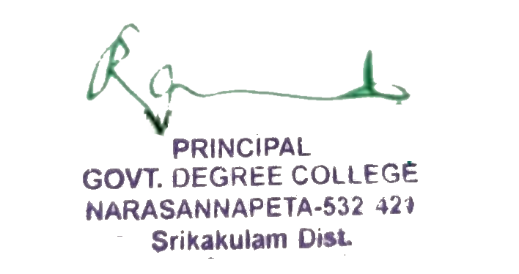 PRINCIPAL
GOVT. DEGREE COLLEGE
NARASANNAPETA-532 421
Srikakulam Dist.